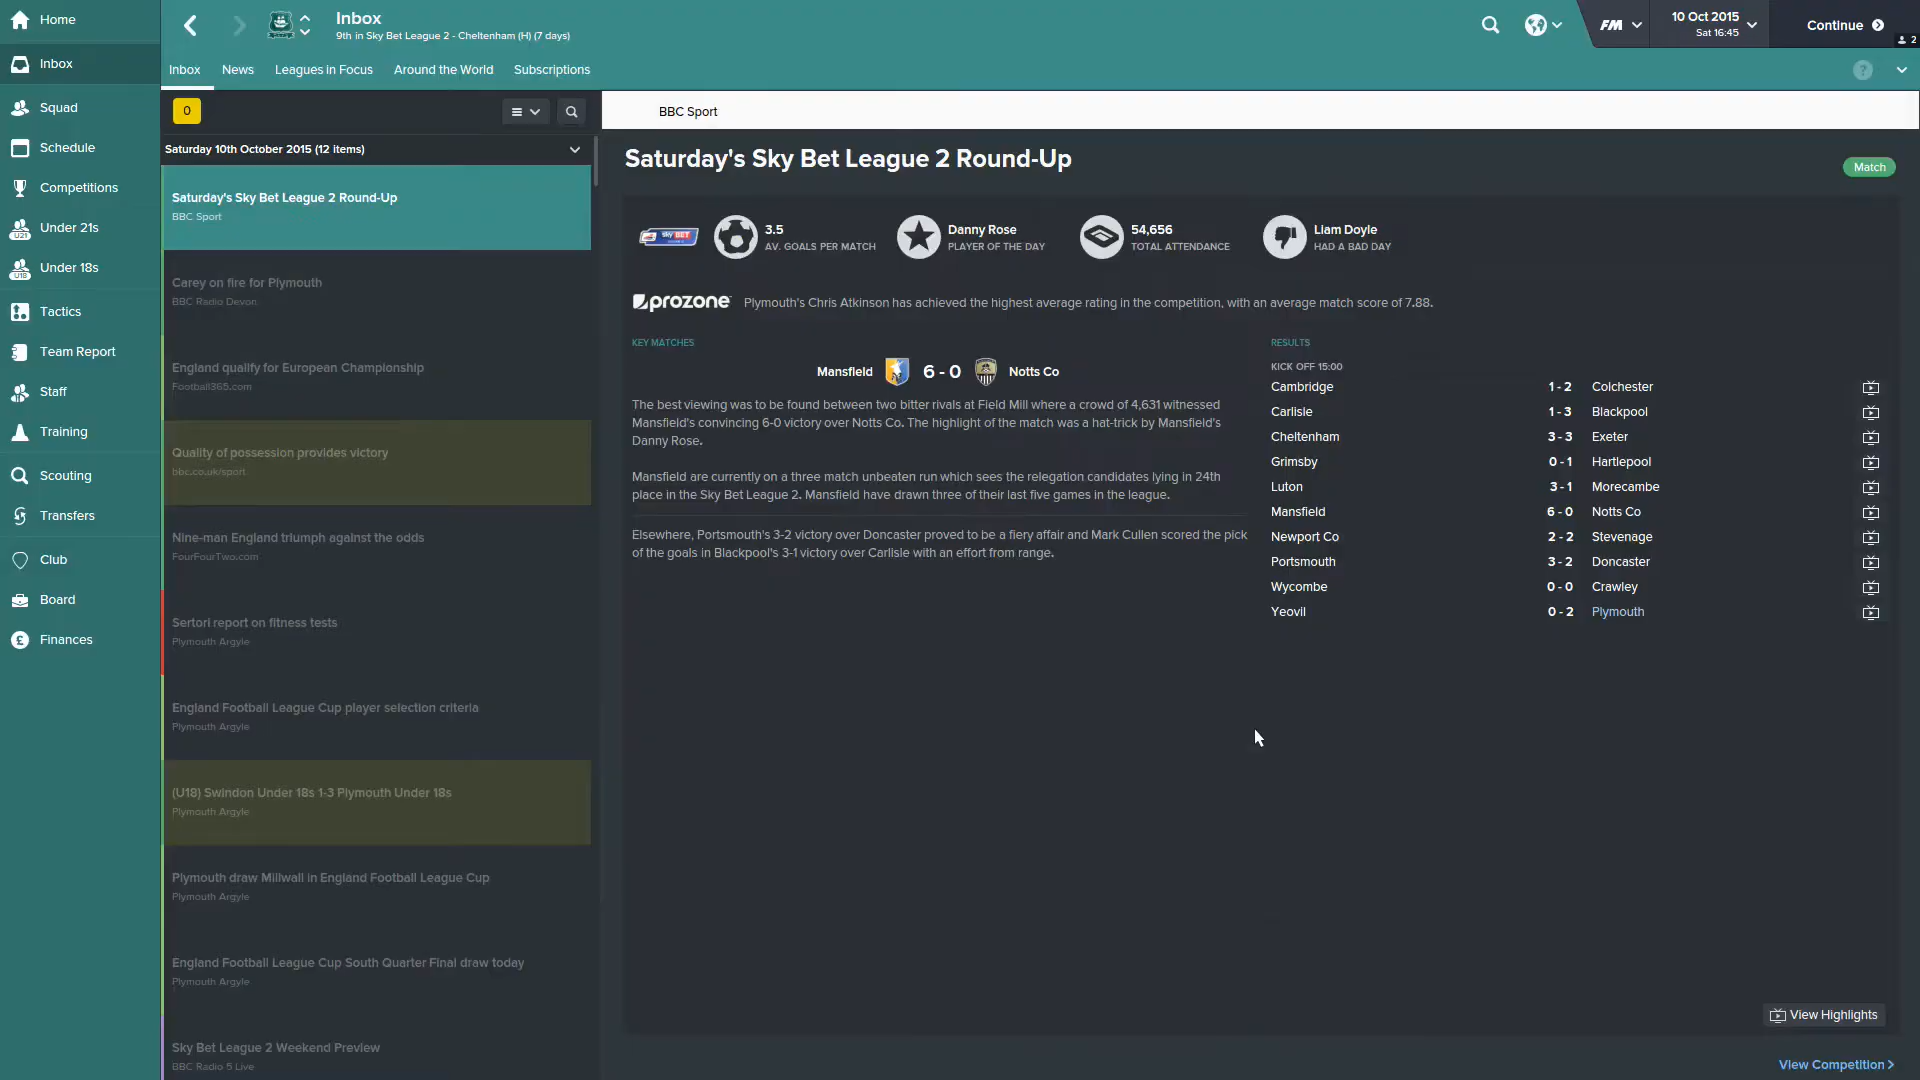 Home
Inbox
Squad
Schedule
Competitions
Under 21s
Under 18s
Tactics
Team Report
Staff
Training
Scouting
Transfers
Club
Board
Finances
Inbox
9th in Sky Bet League 2 - Cheltenham (H) (7 days)
FM
10 Oct 2015
Sat 16:45
Continue
2
Inbox News Leagues in Focus Around the World Subscriptions
?
0
Saturday 10th October 2015 (12 items)
Saturday's Sky Bet League 2 Round-Up
BBC Sport
Carey on fire for Plymouth
BBC Radio Devon
England qualify for European Championship
Football365.com
Quality of possession provides victory
bbc.co.uk/sport
Nine-man England triumph against the odds
FourFourTwo.com
Sertori report on fitness tests
Plymouth Argyle
England Football League Cup player selection criteria
Plymouth Argyle
(U18) Swindon Under 18s 1-3 Plymouth Under 18s
Plymouth Argyle
Plymouth draw Millwall in England Football League Cup
Plymouth Argyle
England Football League Cup South Quarter Final draw today
Plymouth Argyle
Sky Bet League 2 Weekend Preview
BBC Radio 5 Live
BBC Sport
Saturday's Sky Bet League 2 Round-Up
Match
sky BET
3.5
AV. GOALS PER MATCH
Danny Rose
PLAYER OF THE DAY
54,656
TOTAL ATTENDANCE
Liam Doyle
HAD A BAD DAY
prozone Plymouth's Chris Atkinson has achieved the highest average rating in the competition, with an average match score of 7.88.
KEY MATCHES
Mansfield 6 - 0 Notts Co
The best viewing was to be found between two bitter rivals at Field Mill where a crowd of 4,631 witnessed
Mansfield's convincing 6-0 victory over Notts Co. The highlight of the match was a hat-trick by Mansfield's
Danny Rose.
Mansfield are currently on a three match unbeaten run which sees the relegation candidates lying in 24th
place in the Sky Bet League 2. Mansfield have drawn three of their last five games in the league.
Elsewhere, Portsmouth's 3-2 victory over Doncaster proved to be a fiery affair and Mark Cullen scored the pick
of the goals in Blackpool's 3-1 victory over Carlisle with an effort from range.
RESULTS
KICK OFF 15:00
Cambridge 1 - 2 Colchester
Carlisle 1 - 3 Blackpool
Cheltenham 3 - 3 Exeter
Grimsby 0 - 1 Hartlepool
Luton 3 - 1 Morecambe
Mansfield 6 - 0 Notts Co
Newport Co 2 - 2 Stevenage
Portsmouth 3 - 2 Doncaster
Wycombe 0 - 0 Crawley
Yeovil 0 - 2 Plymouth
View Highlights
View Competition >